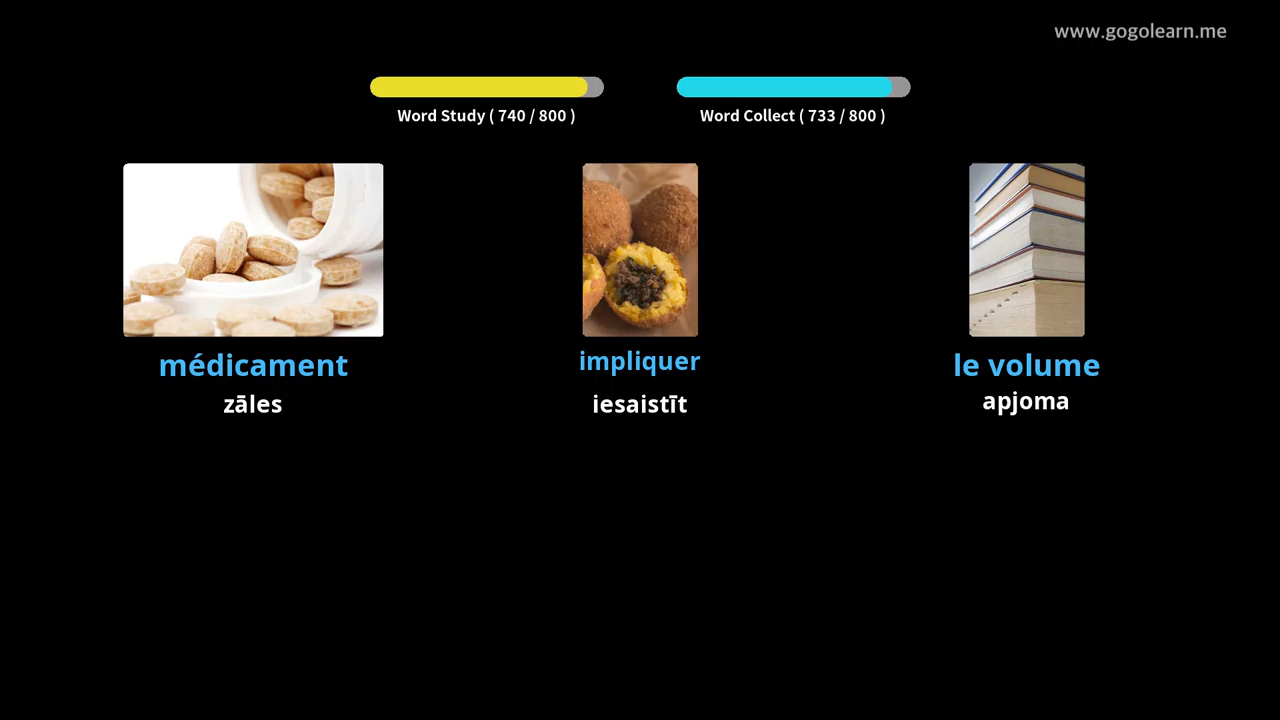 www.gogolearn.me
Word Study ( 740 / 800 )
Word Collect ( 733 / 800 )
médicament
impliquer
le volume
zāles
iesaistīt
apjoma